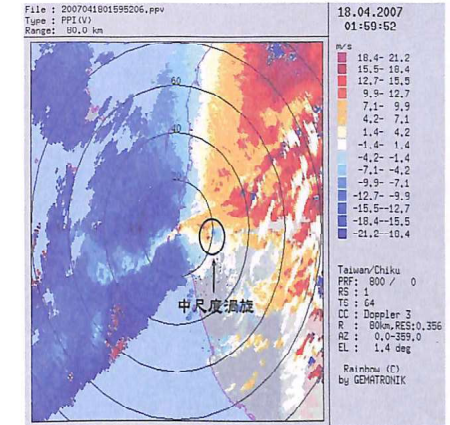 File : 2007041801595206.ppv
Type : PPI(V)
Range: 80.0 km
60
40
20
中尺度渦旋
18.04.2007
01:59:52
m/s
18.4- 21.2
15.5- 18.4
12.7- 15.5
9.9- 12.7
7.1- 9.9
4.2- 7.1
1.4- 4.2
-1.4- 1.4
-4.2- -1.4
-7.1- -4.2
-9.9- -7.1
-12.7- -9.9
-15.5--12.7
-18.4--15.5
-21.2- 18.4
Taiwan/Chiku
PRF: 800 / 0
RS : 1
TS : 64
CC : Doppler 3
R : 80km,RES:0.356
AZ : 0.0-359.0
EL : 1.4 deg
Rainbow (C)
by GEMATRONIK